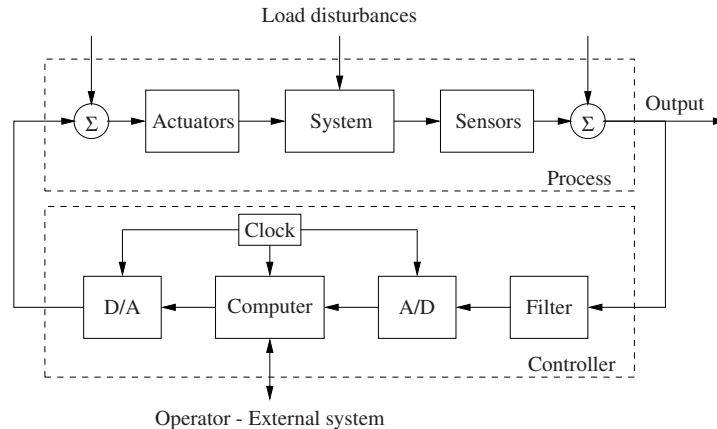 Load disturbances
Σ
Actuators
System
Sensors
Σ
Output
Process
Clock
D/A
Computer
A/D
Filter
Controller
Operator - External system